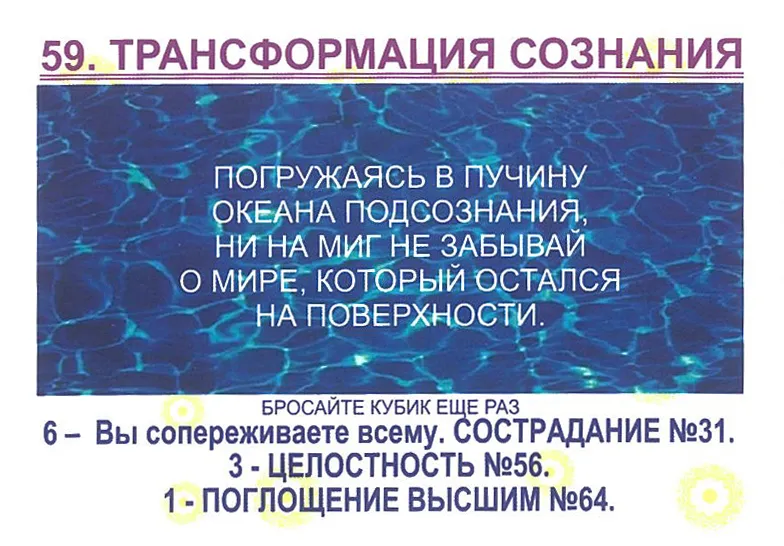 59. ТРАНСФОРМАЦИЯ СОЗНАНИЯ
ПОГРУЖАЯСЬ В ПУЧИНУ
ОКЕАНА ПОДСОЗНАНИЯ,
НИ НА МИГ НЕ ЗАБЫВАЙ
О МИРЕ, КОТОРЫЙ ОСТАЛСЯ
НА ПОВЕРХНОСТИ.
БРОСАЙТЕ КУБИК ЕЩЕ РАЗ
6 – Вы сопереживаете всему. СОСТРАДАНИЕ №31.
3 - ЦЕЛОСТНОСТЬ №56.
1 - ПОГЛОЩЕНИЕ ВЫСШИМ №64.